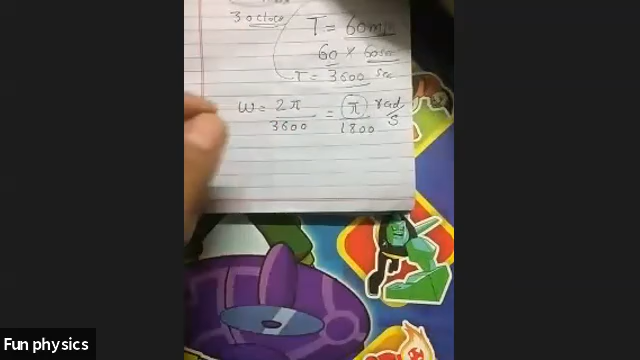 3 o clock
T = 60 min
60 × 60 sec
T = 3600 sec
ω = 2π/3600 = π/1800 rad/s
Fun physics